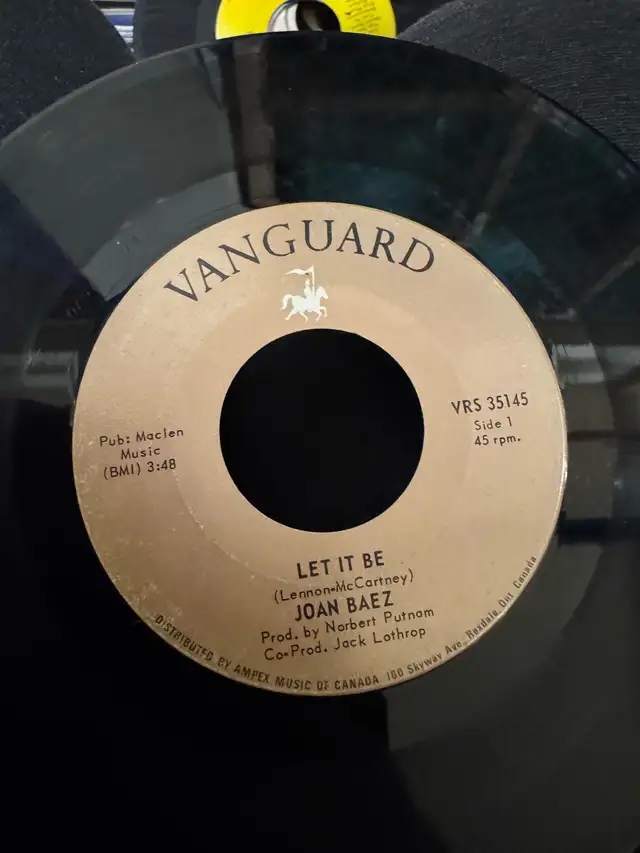 VANGUARD
Pub: Maclen
Music
(BMI) 3:48
VRS 35145
Side 1
45 rpm.
LET IT BE
(Lennon-McCartney)
JOAN BAEZ
Prod. by Norbert Putnam
Co-Prod. Jack Lothrop
DISTRIBUTED BY AMPEX MUSIC OF CANADA 100 Skyway Ave., Rexdale, Ont. Canada